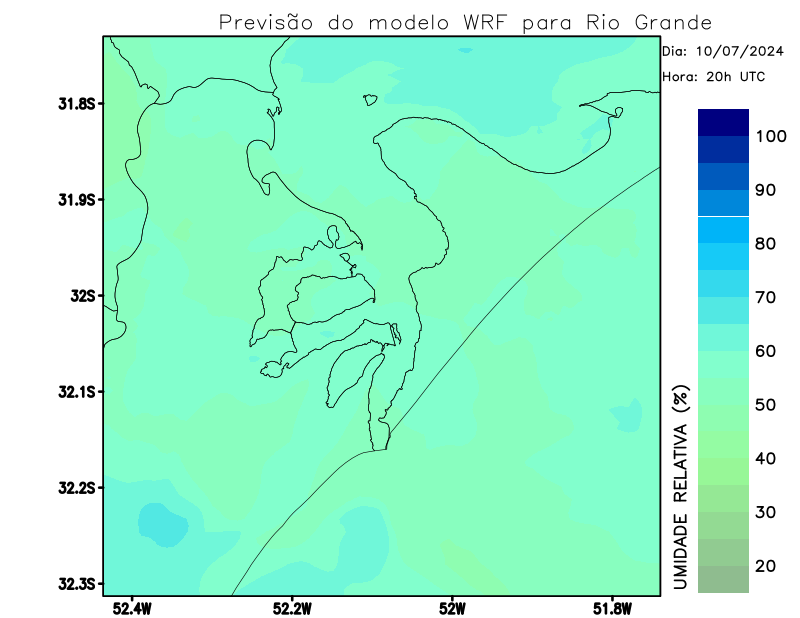 Previsão do modelo WRF para Rio Grande
Dia: 10/07/2024
Hora: 20h UTC
31.8S
31.9S
32S
32.1S
32.2S
32.3S
52.4W
52.2W
52W
51.8W
100
90
80
70
60
50
40
30
20
UMIDADE RELATIVA (%)